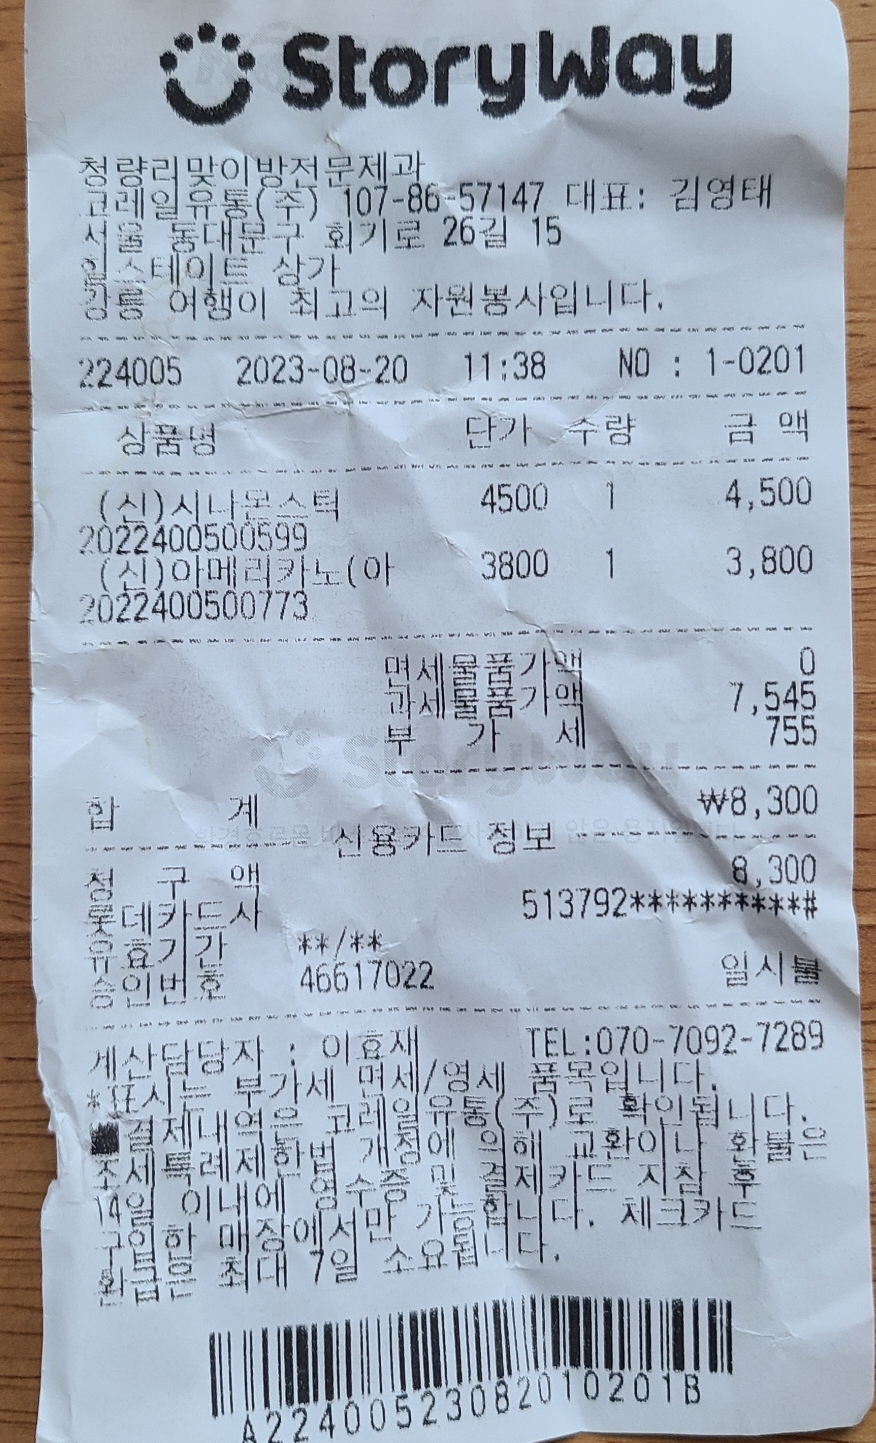 StoryWay
청량리맞이방전문제과
코레일유통(주) 107-86-57147 대표: 김영태
서울 동대문구 회기로 26길 15
힐스테이트 상가
강릉 여행이 최고의 자원봉사입니다.
224005 2023-08-20 11:38 NO : 1-0201
상품명 단가 수량 금 액
(신)시나몬스틱 4500 1 4,500
2022400500599
(신)아메리카노(아 3800 1 3,800
2022400500773
면세물품가액 0
과세물품가액 7,545
부 가 세 755
합 계 ₩8,300
신용카드 정보
청 구 액 8,300
롯데카드사 513792**********#
유효기간 **/**
승인번호 46617022 일시불
계산담당자 : 이효재 TEL:070-7092-7289
*표시는 부가세 면세/영세 품목입니다.
■결제내역은 코레일유통(주)로 확인됩니다.
조세특례제한법 개정에 의해 교환이나 환불은
14일 이내에 영수증 및 결제카드 지참 후
구입한 매장에서만 가능합니다. 체크카드
환급은 최대 7일 소요됩니다.
A22400523082010201B